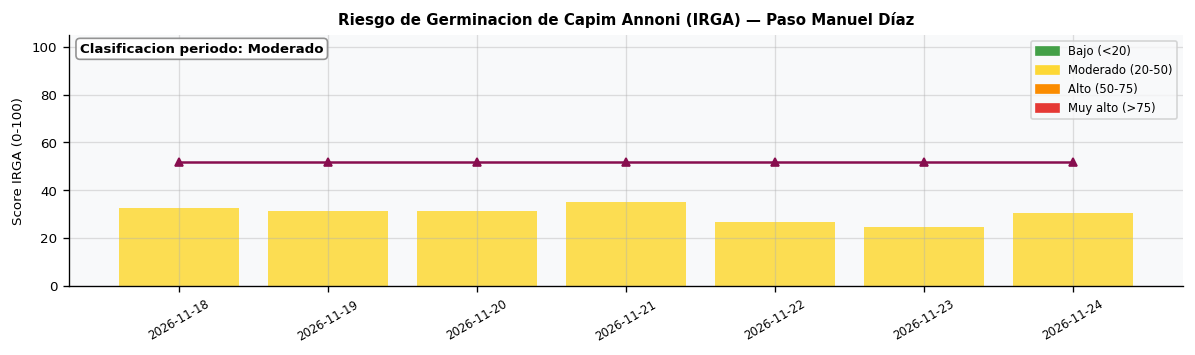 Riesgo de Germinacion de Capim Annoni (IRGA) — Paso Manuel Díaz
Clasificacion periodo: Moderado
Bajo (<20)
Moderado (20-50)
Alto (50-75)
Muy alto (>75)
Score IRGA (0-100)
100
80
60
40
20
0
2026-11-18
2026-11-19
2026-11-20
2026-11-21
2026-11-22
2026-11-23
2026-11-24